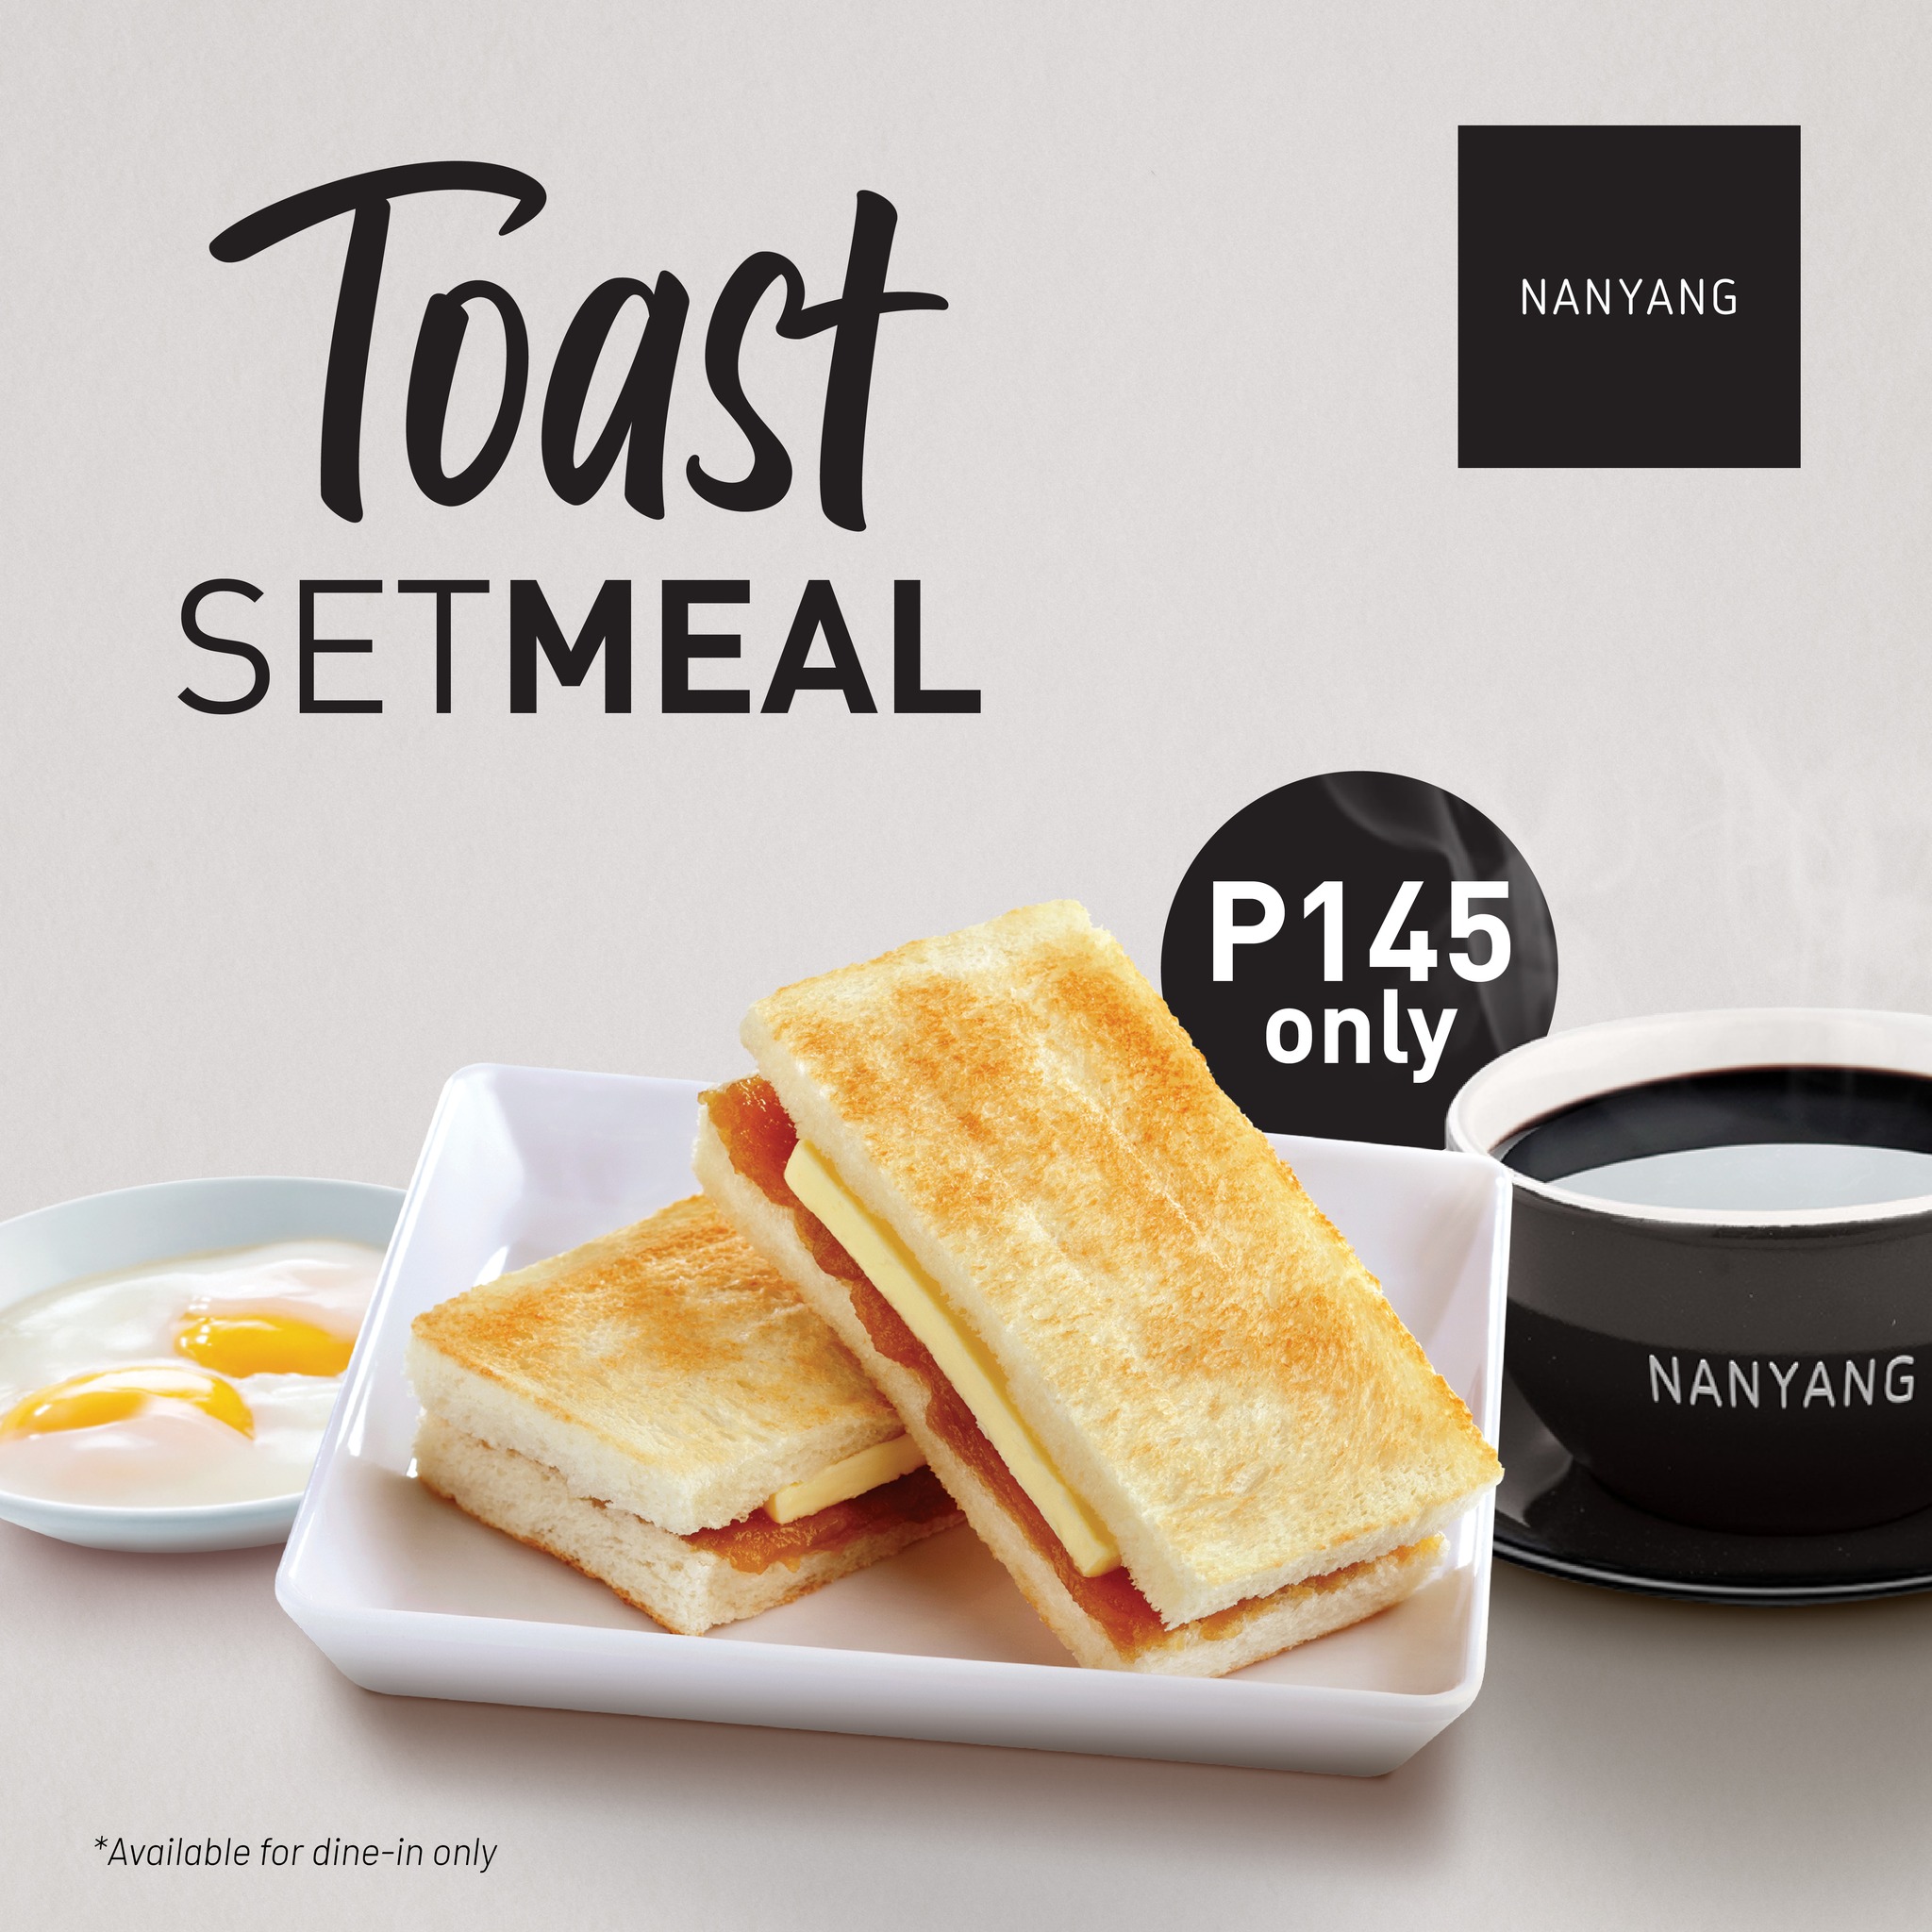 Toast
SETMEAL
NANYANG
P145
only
NANYANG
*Available for dine-in only